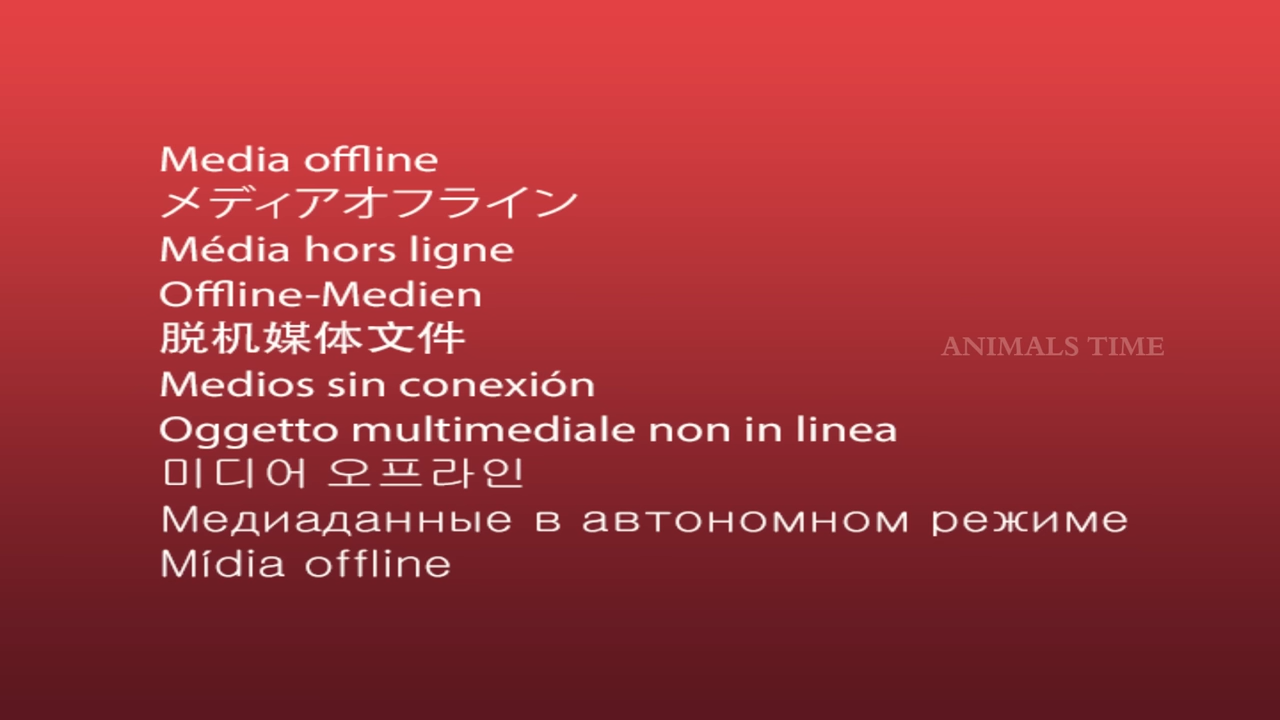 Media offline
メディアオフライン
Média hors ligne
Offline-Medien
脱机媒体文件
ANIMALS TIME
Medios sin conexión
Oggetto multimediale non in linea
미디어 오프라인
Медиаданные в автономном режиме
Mídia offline